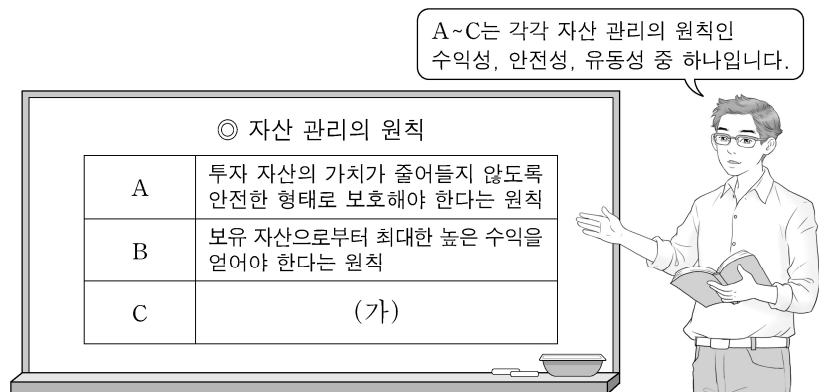 A~C는 각각 자산 관리의 원칙인
수익성, 안전성, 유동성 중 하나입니다.
◎ 자산 관리의 원칙
A
투자 자산의 가치가 줄어들지 않도록
안전한 형태로 보호해야 한다는 원칙
B
보유 자산으로부터 최대한 높은 수익을
얻어야 한다는 원칙
C
(가)